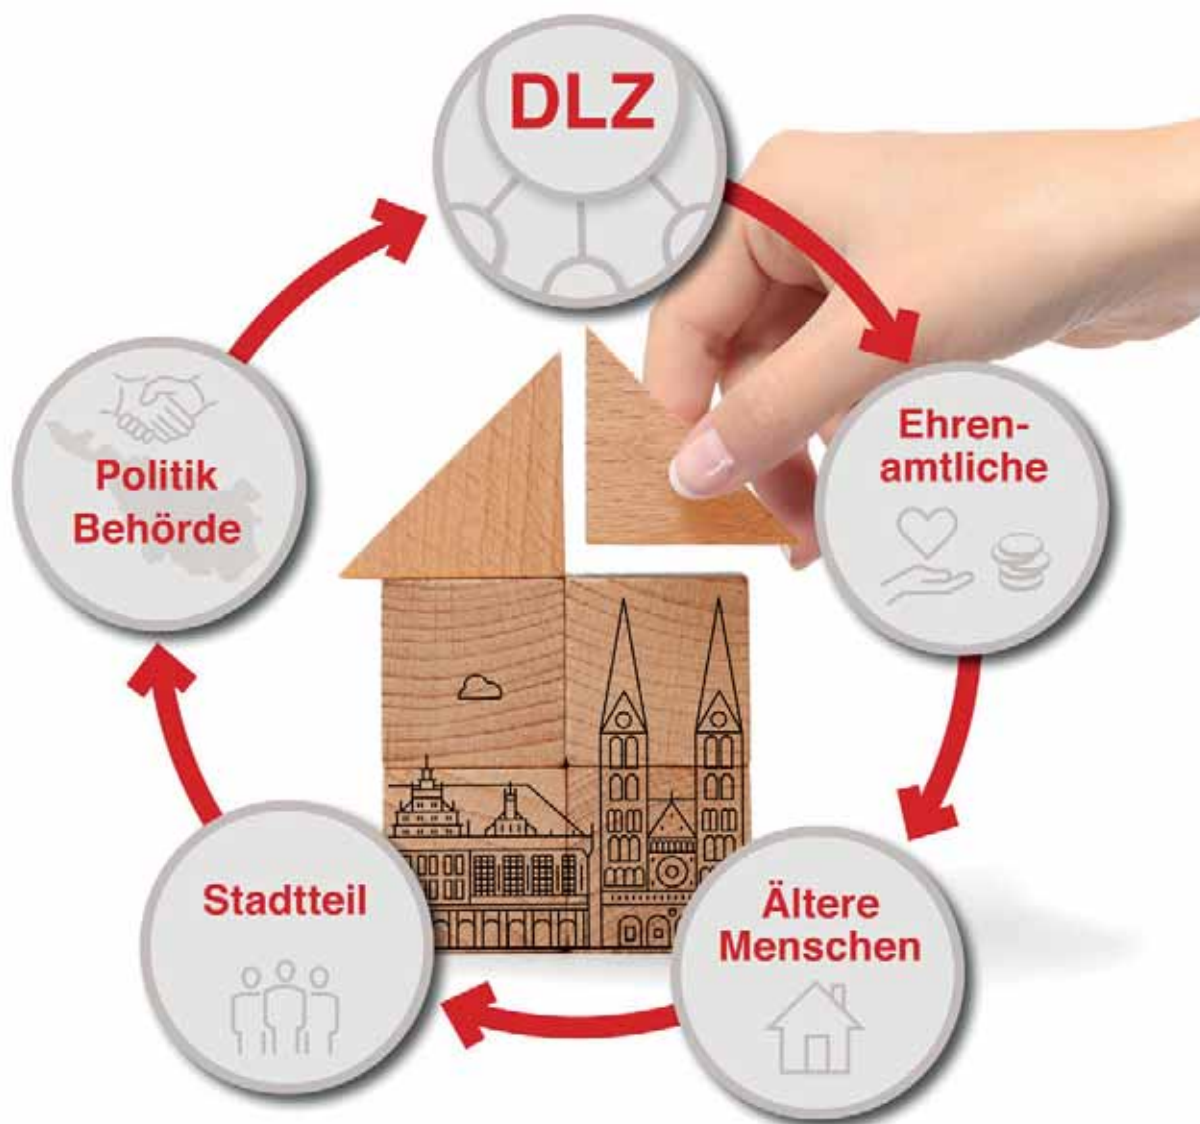 DLZ
Ehren-
amtliche
Ältere
Menschen
Stadtteil
Politik
Behörde